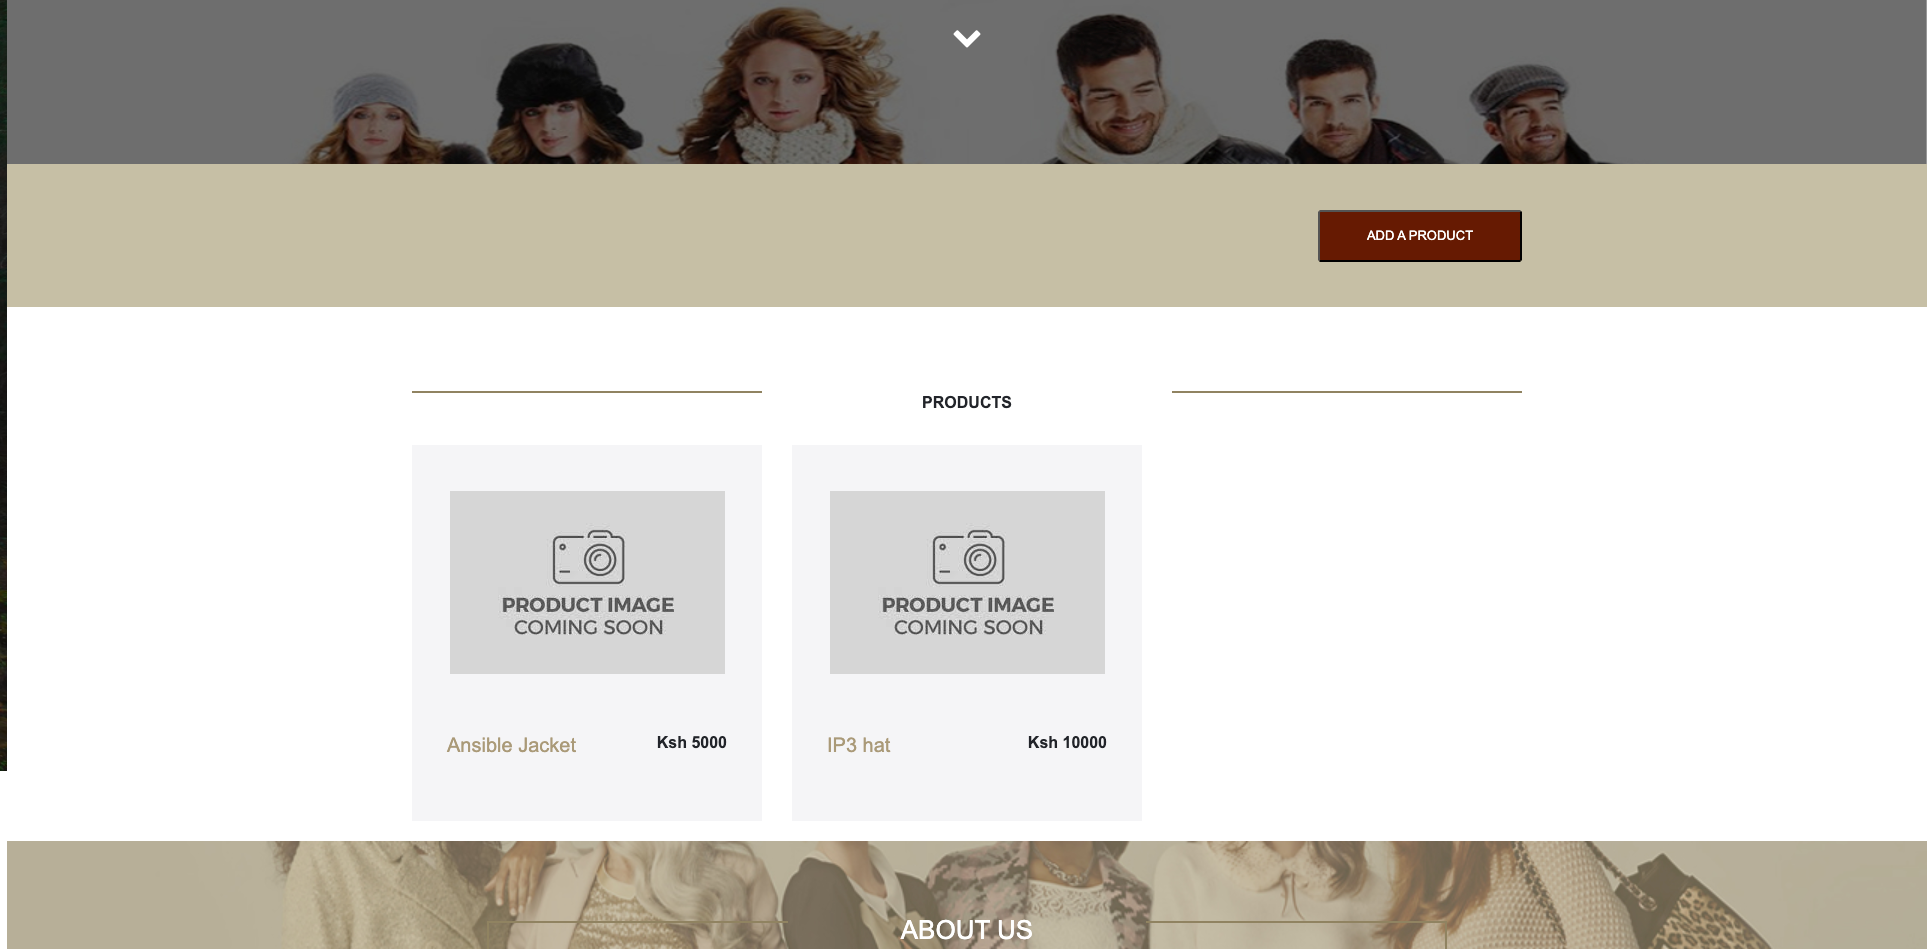 ADD A PRODUCT
PRODUCTS
PRODUCT IMAGE
COMING SOON
Ansible Jacket
Ksh 5000
PRODUCT IMAGE
COMING SOON
IP3 hat
Ksh 10000
ABOUT US